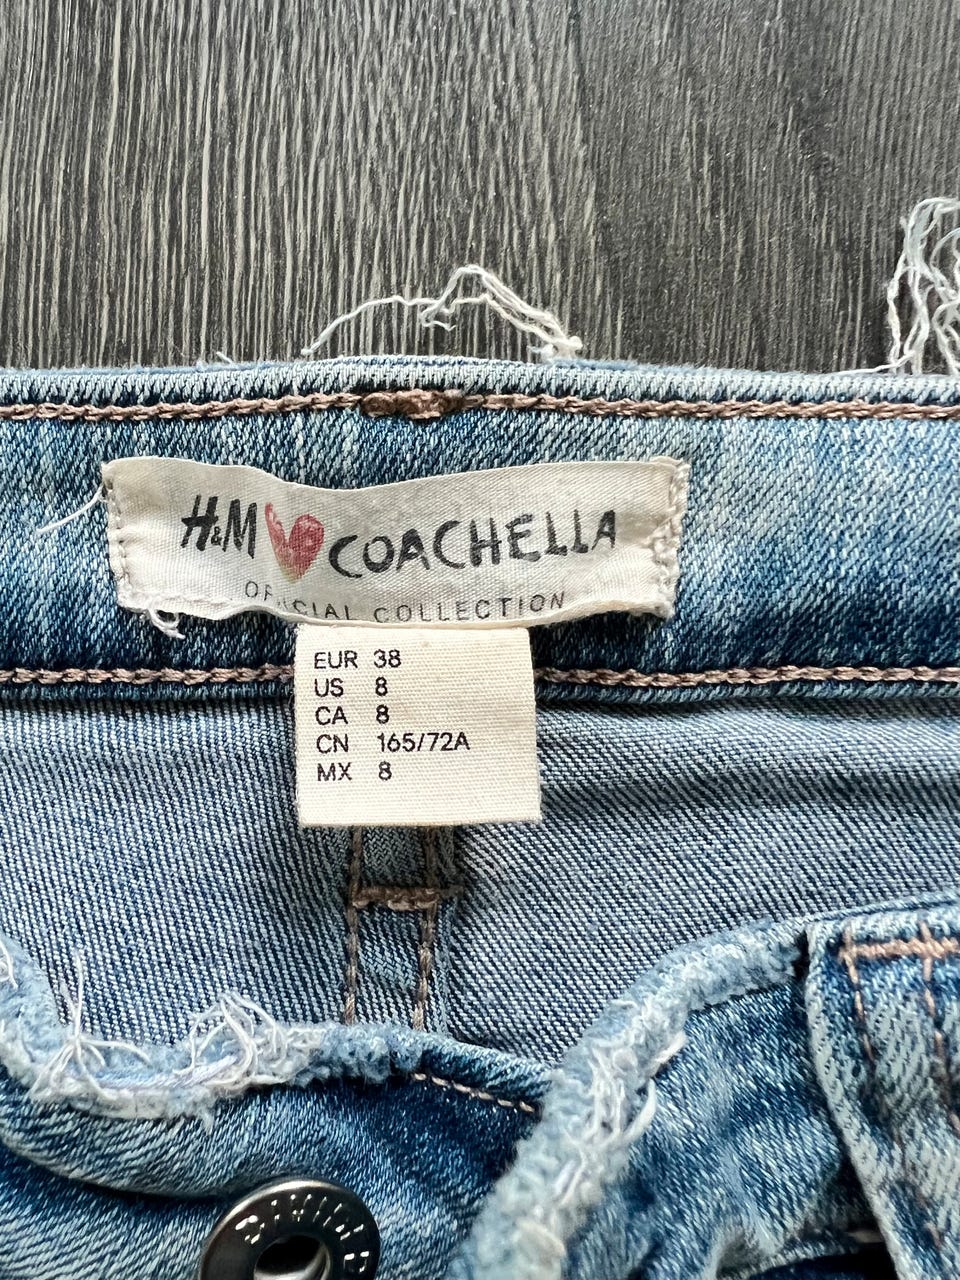 H&M COACHELLA
OFFICIAL COLLECTION
EUR 38
US 8
CA 8
CN 165/72A
MX 8